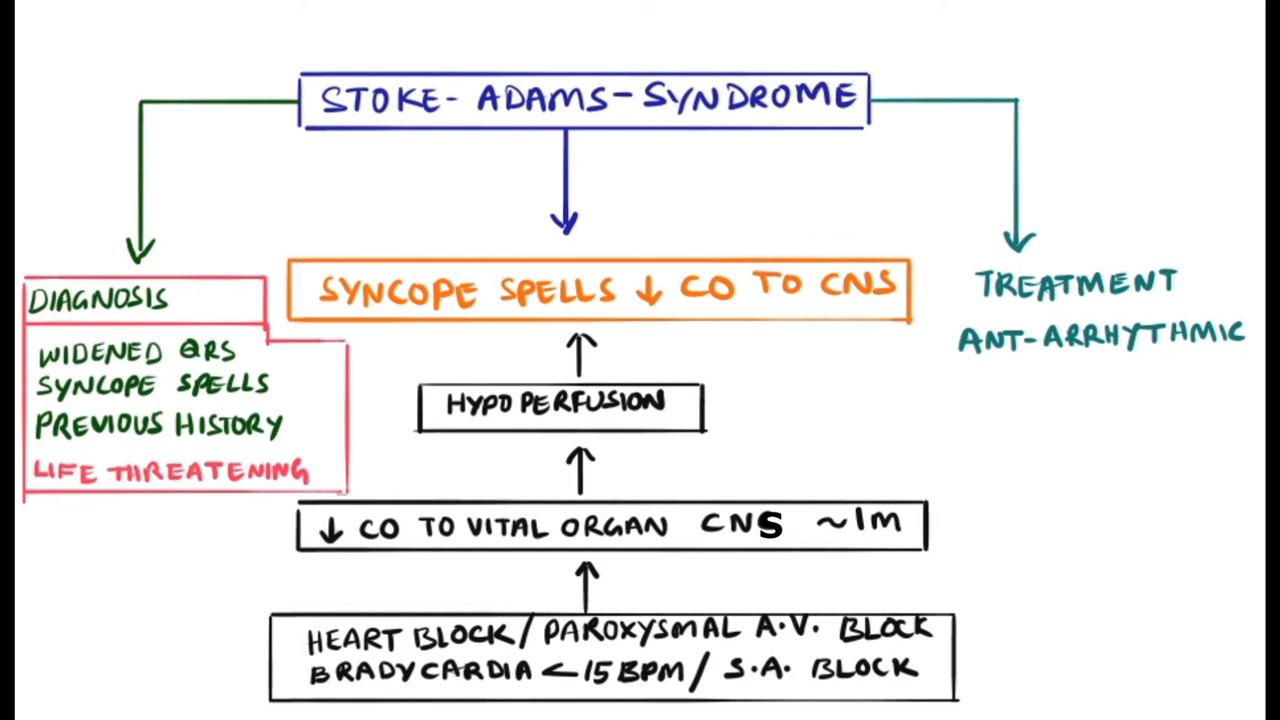 STOKE- ADAMS-SYNDROME
DIAGNOSIS
WIDENED QRS
SYNCOPE SPELLS
PREVIOUS HISTORY
LIFE THREATENING
SYNCOPE SPELLS ↓ CO TO CNS
HYPOPERFUSION
↓ CO TO VITAL ORGAN CNS ~1M
HEART BLOCK/PAROXYSMAL A.V. BLOCK
BRADYCARDIA <15BPM/ S.A. BLOCK
TREATMENT
ANT-ARRHYTHMIC